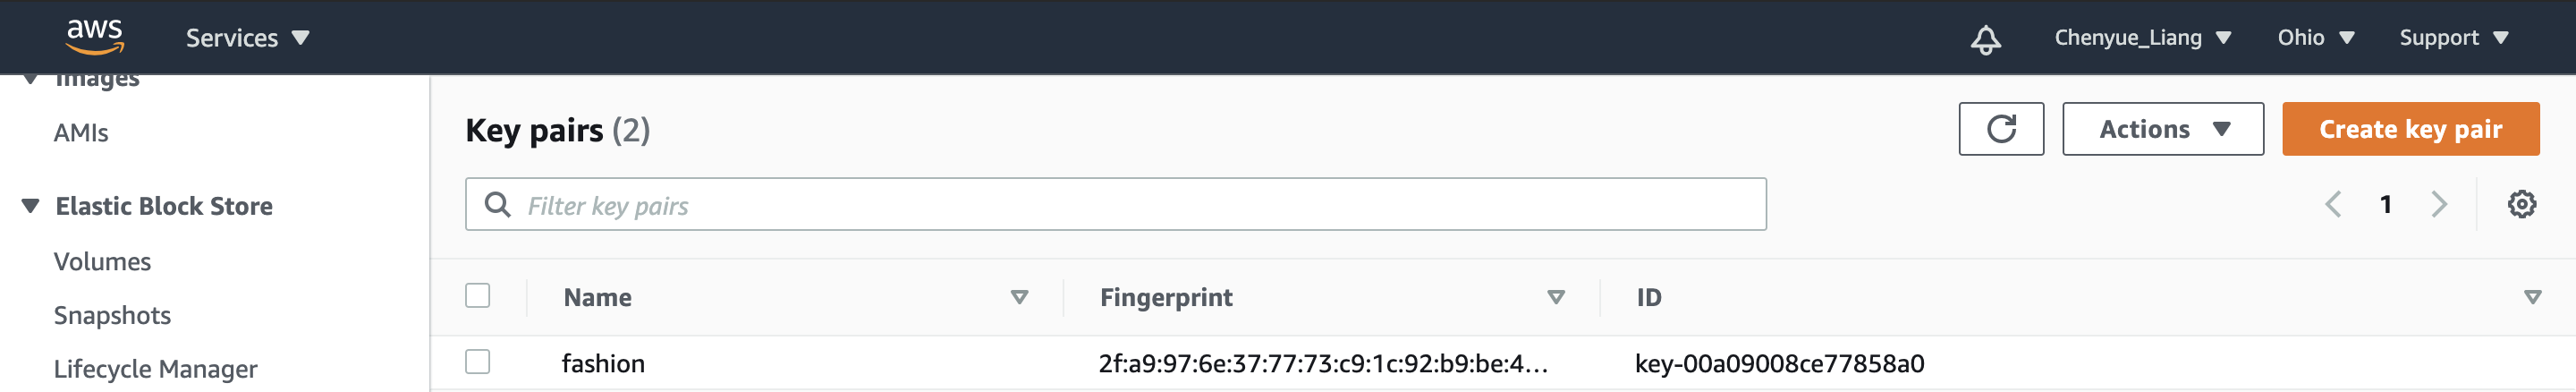 aws Services Chenyue_Liang Ohio Support
Images
AMIs
Elastic Block Store
Volumes
Snapshots
Lifecycle Manager
Key pairs (2) Actions Create key pair
Filter key pairs 1
Name Fingerprint ID
fashion 2f:a9:97:6e:37:77:73:c9:1c:92:b9:be:4... key-00a09008ce77858a0